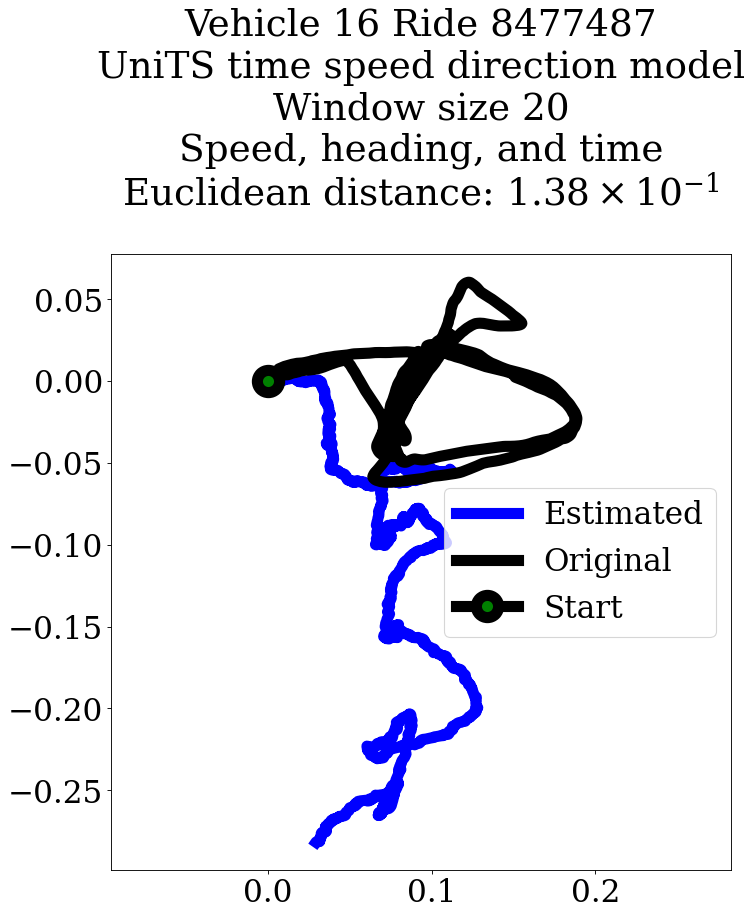 Vehicle 16 Ride 8477487
UniTS time speed direction model
Window size 20
Speed, heading, and time
Euclidean distance: 1.38 × 10⁻¹
0.05
0.00
−0.05
−0.10
−0.15
−0.20
−0.25
Estimated
Original
Start
0.0 0.1 0.2